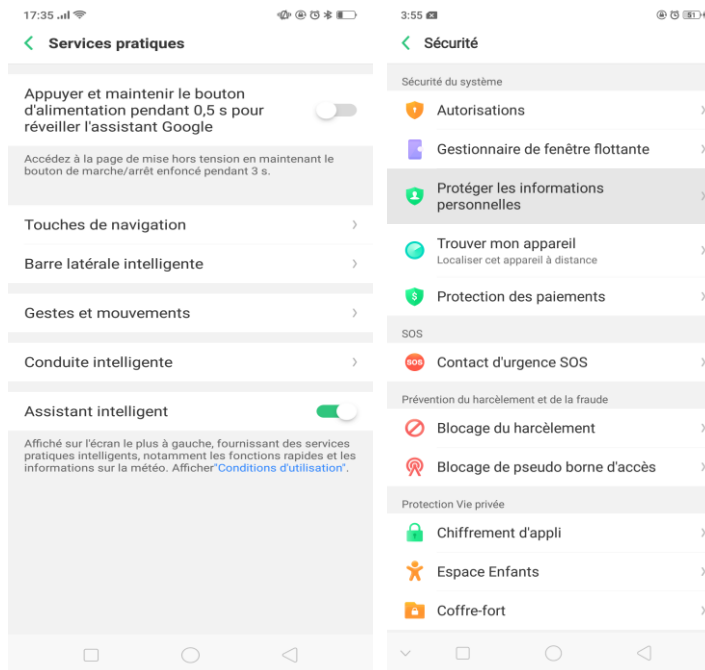 17:35
Services pratiques
Appuyer et maintenir le bouton
d'alimentation pendant 0,5 s pour
réveiller l'assistant Google
Accédez à la page de mise hors tension en maintenant le
bouton de marche/arrêt enfoncé pendant 3 s.
Touches de navigation
Barre latérale intelligente
Gestes et mouvements
Conduite intelligente
Assistant intelligent
Affiché sur l'écran le plus à gauche, fournissant des services
pratiques intelligents, notamment les fonctions rapides et les
informations sur la météo. Afficher"Conditions d'utilisation".
3:55
51
Sécurité
Sécurité du système
Autorisations
Gestionnaire de fenêtre flottante
Protéger les informations
personnelles
Trouver mon appareil
Localiser cet appareil à distance
$ Protection des paiements
SOS
SOS Contact d'urgence SOS
Prévention du harcèlement et de la fraude
Blocage du harcèlement
Blocage de pseudo borne d'accès
Protection Vie privée
Chiffrement d'appli
Espace Enfants
Coffre-fort